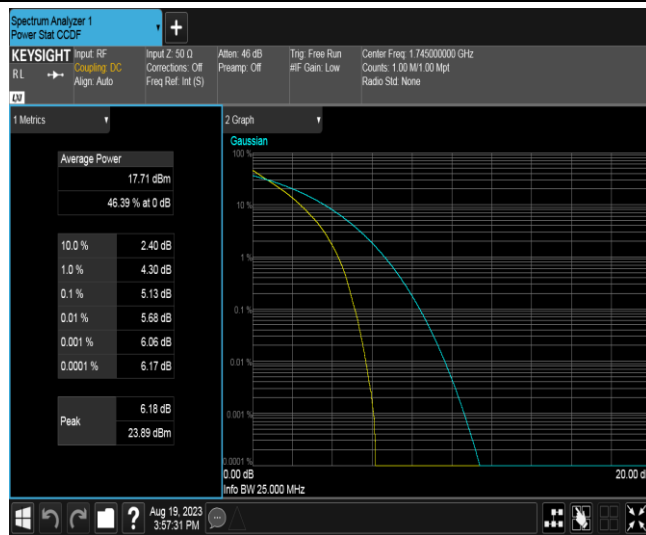 Spectrum Analyzer 1
Power Stat CCDF
+
KEYSIGHT
RL
LXI
Input: RF
Coupling: DC
Align: Auto
Input Z: 50 Ω
Corrections: Off
Freq Ref: Int (S)
Atten: 46 dB
Preamp: Off
Trig: Free Run
#IF Gain: Low
Center Freq: 1.745000000 GHz
Counts: 1.00 M/1.00 Mpt
Radio Std: None
1 Metrics
Average Power
17.71 dBm
46.39 % at 0 dB
10.0 % 2.40 dB
1.0 % 4.30 dB
0.1 % 5.13 dB
0.01 % 5.68 dB
0.001 % 6.06 dB
0.0001 % 6.17 dB
Peak
6.18 dB
23.89 dBm
2 Graph
Gaussian
100 %
10 %
1 %
0.1 %
0.01 %
0.001 %
0.0001 %
0.00 dB
20.00 d
Info BW 25.000 MHz
?
Aug 19, 2023
3:57:31 PM